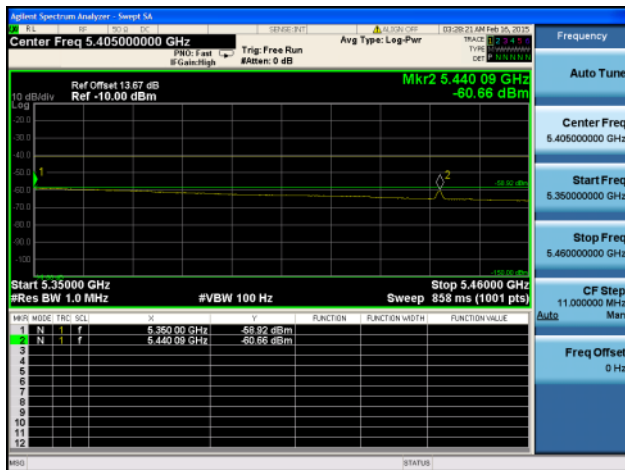 Agilent Spectrum Analyzer - Swept SA
RL RF 50 Ω DC SENSE:INT ALIGN OFF 03:28:21 AM Feb 16, 2015
Center Freq 5.405000000 GHz
PNO: Fast
IFGain:High
Trig: Free Run
#Atten: 0 dB
Avg Type: Log-Pwr
TRACE 1 2 3 4 5 6
TYPE
DET P N N N N N
Ref Offset 13.67 dB
10 dB/div Ref -10.00 dBm
Log
Mkr2 5.440 09 GHz
-60.66 dBm
-20.0
-30.0
-40.0
-50.0
-60.0
-70.0
-80.0
-90.0
-100
1
2
-58.92 dBm
Start 5.35000 GHz Stop 5.46000 GHz
#Res BW 1.0 MHz #VBW 100 Hz Sweep 858 ms (1001 pts)
MKR MODE TRC SCL X Y FUNCTION FUNCTION WIDTH FUNCTION VALUE
1 N 1 f 5.350 00 GHz -58.92 dBm
2 N 1 f 5.440 09 GHz -60.66 dBm
3
4
5
6
7
8
9
10
11
12
MSG STATUS
Frequency
Auto Tune
Center Freq
5.405000000 GHz
Start Freq
5.350000000 GHz
Stop Freq
5.460000000 GHz
CF Step
11.000000 MHz
Auto Man
Freq Offset
0 Hz